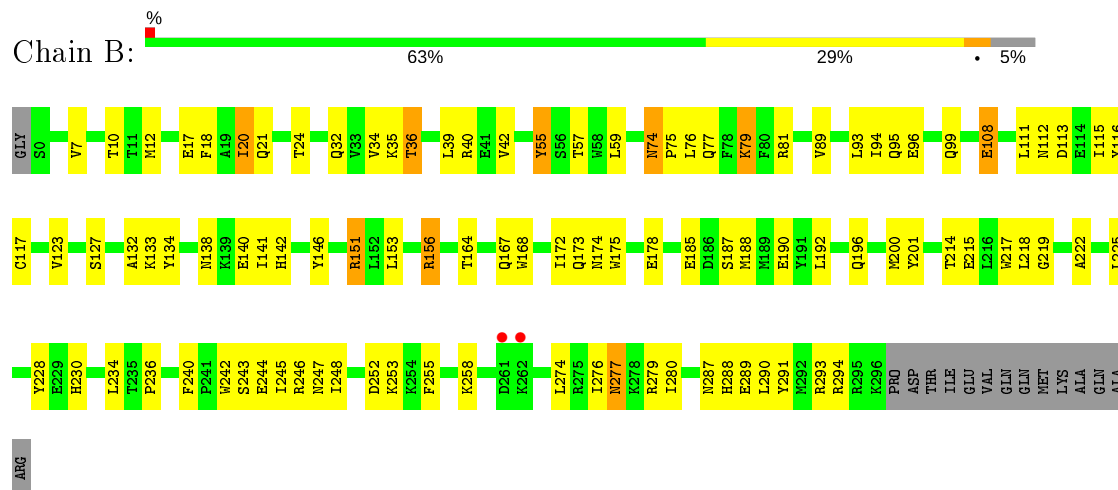 %
Chain B:
63% 29% • 5%
GLY S0 V7 T10 T11 M12 E17 F18 A19 I20 Q21 T24 Q32 V33 V34 K35 T36 L39 R40 E41 V42 Y55 S56 T57 W58 L59 N74 P75 L76 Q77 F78 K79 F80 R81 V89 L93 I94 Q95 E96 Q99 E108 L111 N112 D113 E114 I115 Y116
C117 V123 S127 A132 K133 Y134 N138 K139 E140 I141 H142 Y146 R151 L152 L153 R156 T164 Q167 W168 I172 Q173 N174 W175 E178 E185 D186 S187 M188 M189 E190 Y191 L192 Q196 M200 Y201 T214 E215 L216 W217 L218 G219 A222 L225
Y228 E229 H230 L234 T235 P236 F240 P241 W242 S243 E244 I245 R246 N247 I248 D252 K253 K254 F255 K258 D261 K262 L274 R275 I276 N277 K278 R279 I280 N287 H288 E289 L290 Y291 M292 R293 R294 R295 K296 PRO ASP THR ILE GLU VAL GLN GLN MET LYS ALA GLN ALA
ARG